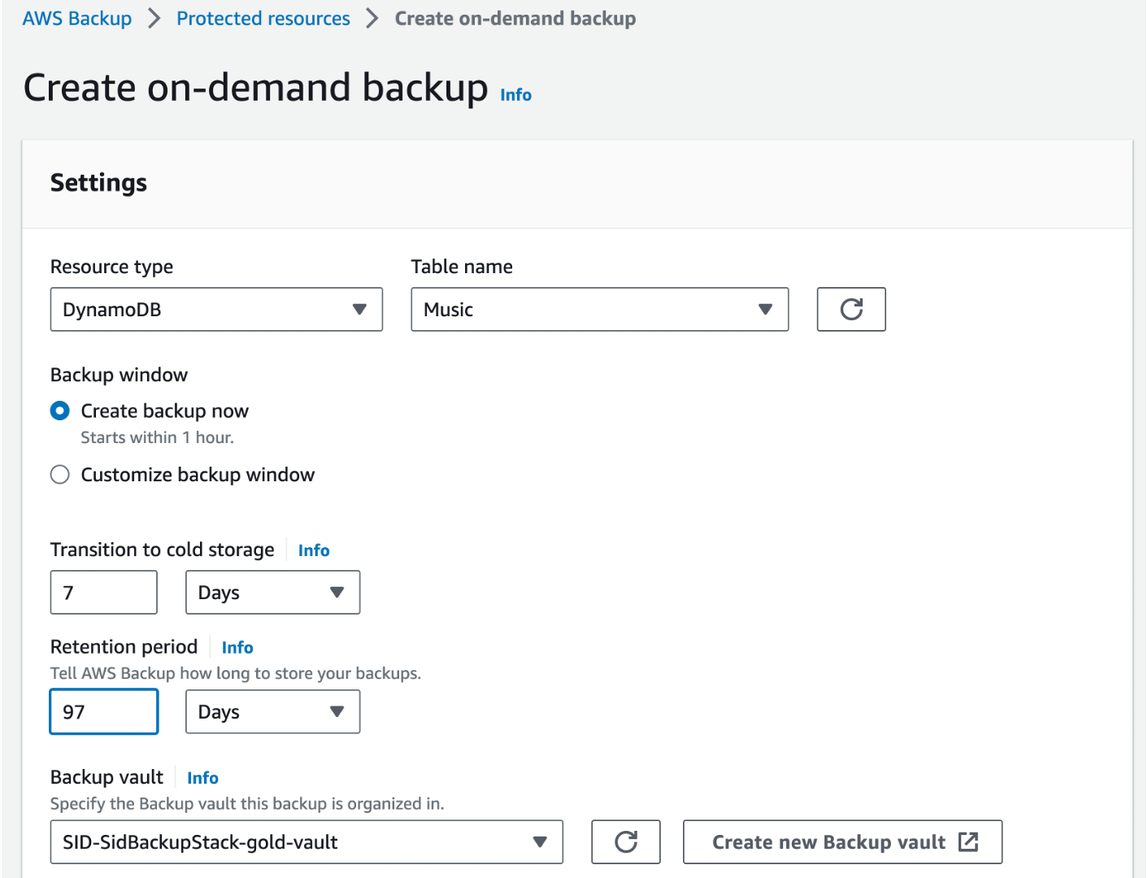 AWS Backup > Protected resources > Create on-demand backup
Create on-demand backup Info
Settings
Resource type Table name
DynamoDB Music
Backup window
Create backup now
Starts within 1 hour.
Customize backup window
Transition to cold storage Info
7 Days
Retention period Info
Tell AWS Backup how long to store your backups.
97 Days
Backup vault Info
Specify the Backup vault this backup is organized in.
SID-SidBackupStack-gold-vault Create new Backup vault